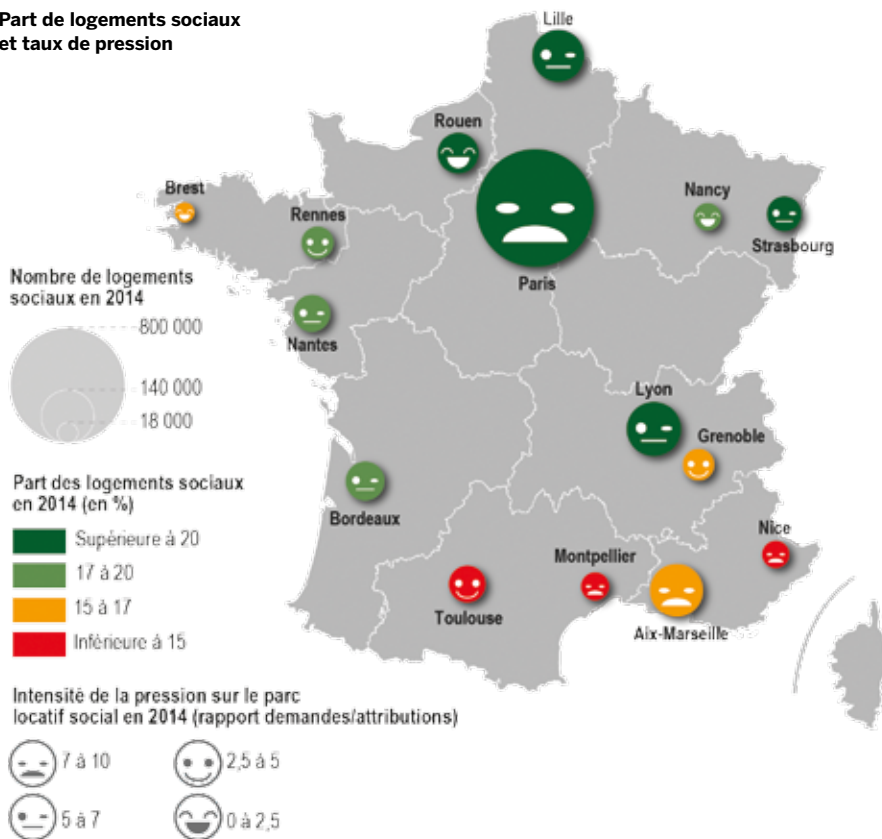 Part de logements sociaux
et taux de pression
Lille
Rouen
Brest
Rennes
Nancy
Strasbourg
Paris
Nantes
Lyon
Grenoble
Bordeaux
Nice
Montpellier
Toulouse
Aix-Marseille
Nombre de logements
sociaux en 2014
800 000
140 000
18 000
Part des logements sociaux
en 2014 (en %)
Supérieure à 20
17 à 20
15 à 17
Inférieure à 15
Intensité de la pression sur le parc
locatif social en 2014 (rapport demandes/attributions)
7 à 10
2,5 à 5
5 à 7
0 à 2,5